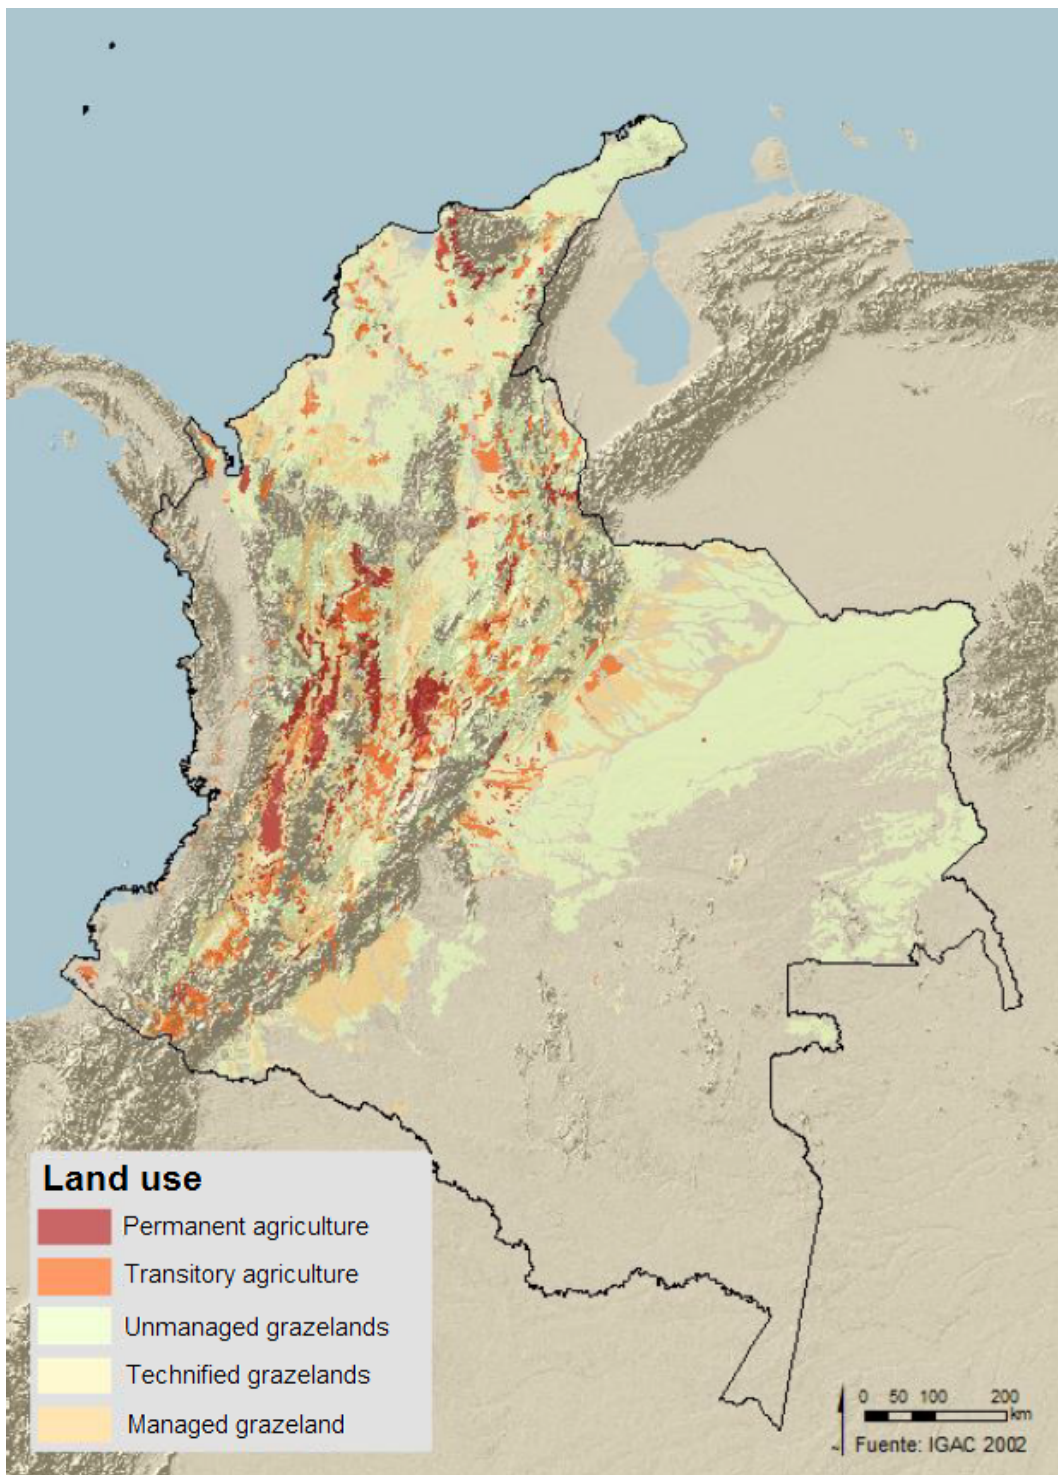 Land use
Permanent agriculture
Transitory agriculture
Unmanaged grazelands
Technified grazelands
Managed grazeland
0 50 100 200
km
Fuente: IGAC 2002